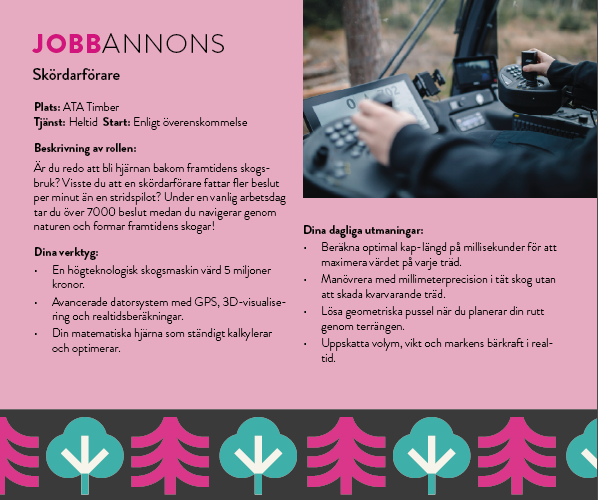 JOBBANNONS
Skördarförare
Plats: ATA Timber
Tjänst: Heltid Start: Enligt överenskommelse
Beskrivning av rollen:
Är du redo att bli hjärnan bakom framtidens skogs-
bruk? Visste du att en skördarförare fattar fler beslut
per minut än en stridspilot? Under en vanlig arbetsdag
tar du över 7000 beslut medan du navigerar genom
naturen och formar framtidens skogar!
Dina verktyg:
• En högteknologisk skogsmaskin värd 5 miljoner
kronor.
• Avancerade datorsystem med GPS, 3D-visualise-
ring och realtidsberäkningar.
• Din matematiska hjärna som ständigt kalkylerar
och optimerar.
Dina dagliga utmaningar:
• Beräkna optimal kap-längd på millisekunder för att
maximera värdet på varje träd.
• Manövrera med millimeterprecision i tät skog utan
att skada kvarvarande träd.
• Lösa geometriska pussel när du planerar din rutt
genom terrängen.
• Uppskatta volym, vikt och markens bärkraft i real-
tid.